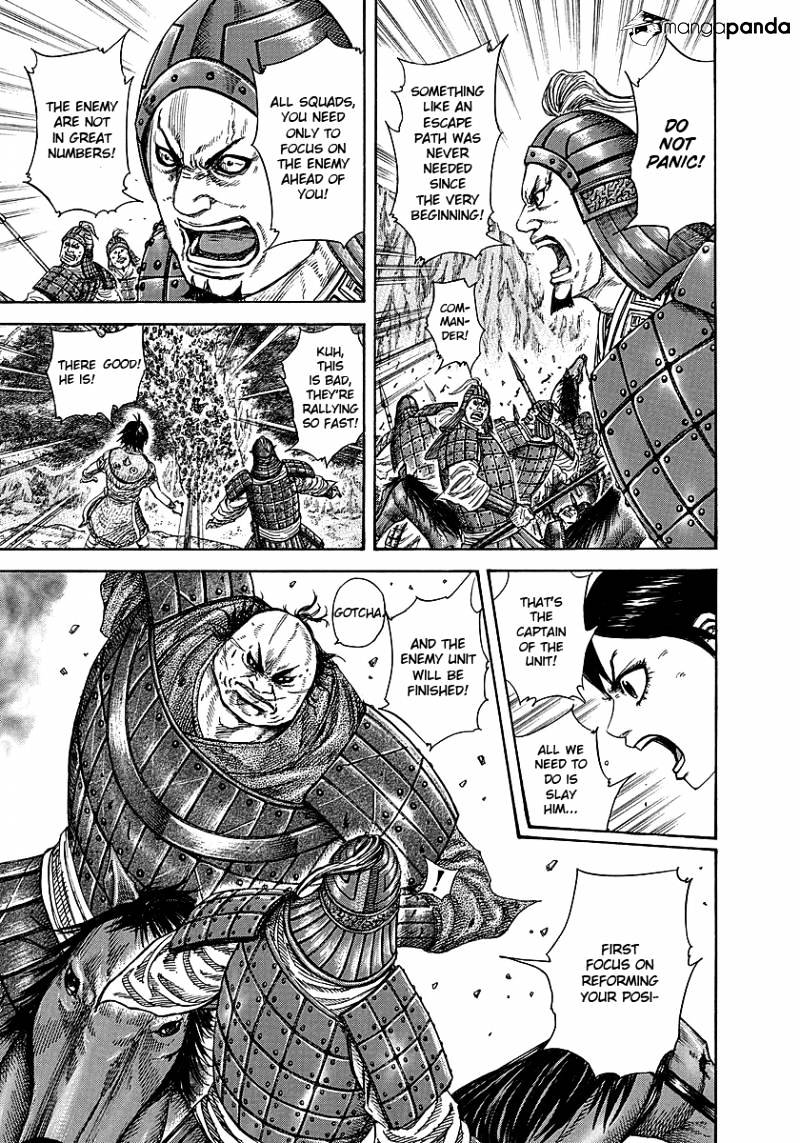 mangapanda
DO
NOT
PANIC!
SOMETHING
LIKE AN
ESCAPE
PATH WAS
NEVER
NEEDED
SINCE
THE VERY
BEGINNING!
COM-
MAN-
DER!
ALL SQUADS,
YOU NEED
ONLY TO
FOCUS ON
THE ENEMY
AHEAD OF
YOU!
THE ENEMY
ARE NOT
IN GREAT
NUMBERS!
KUH,
THIS
IS BAD,
THEY'RE
RALLYING
SO FAST!
THERE GOOD!
HE IS!
THAT'S
THE
CAPTAIN
OF THE
UNIT!
ALL WE
NEED TO
DO IS
SLAY
HIM...
AND THE
ENEMY UNIT
WILL BE
FINISHED!
GOTCHA.
!
FIRST
FOCUS ON
REFORMING
YOUR POSI-